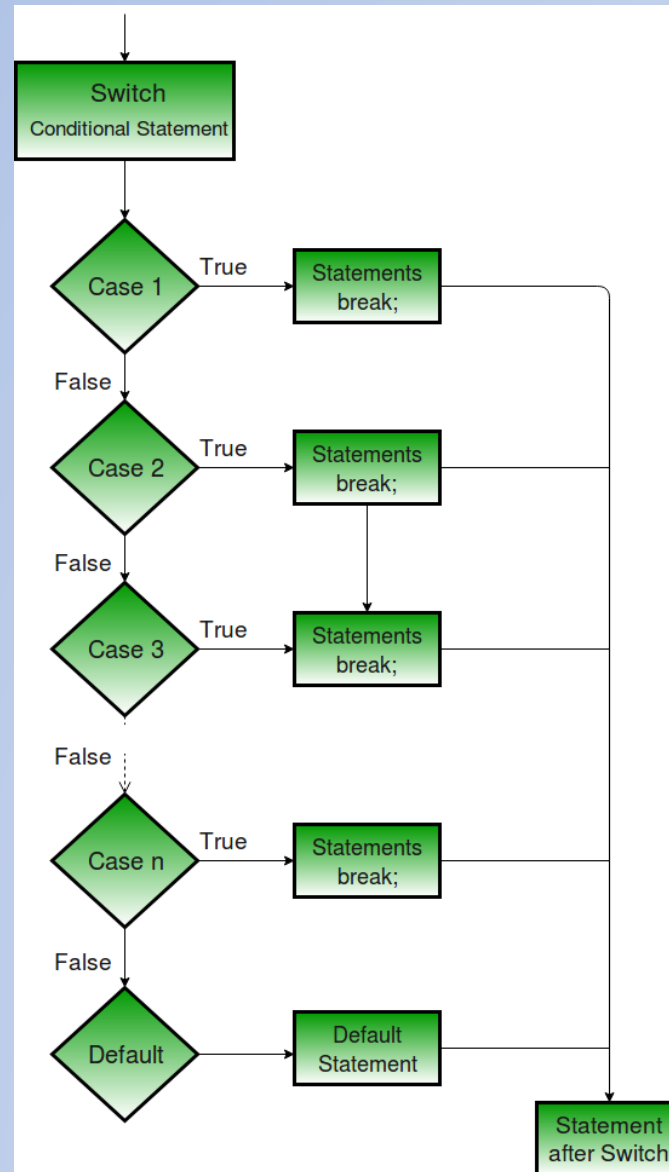 Switch
Conditional Statement
Case 1
True
Statements
break;
False
Case 2
True
Statements
break;
False
Case 3
True
Statements
break;
False
Case n
True
Statements
break;
False
Default
Default
Statement
Statement
after Switch